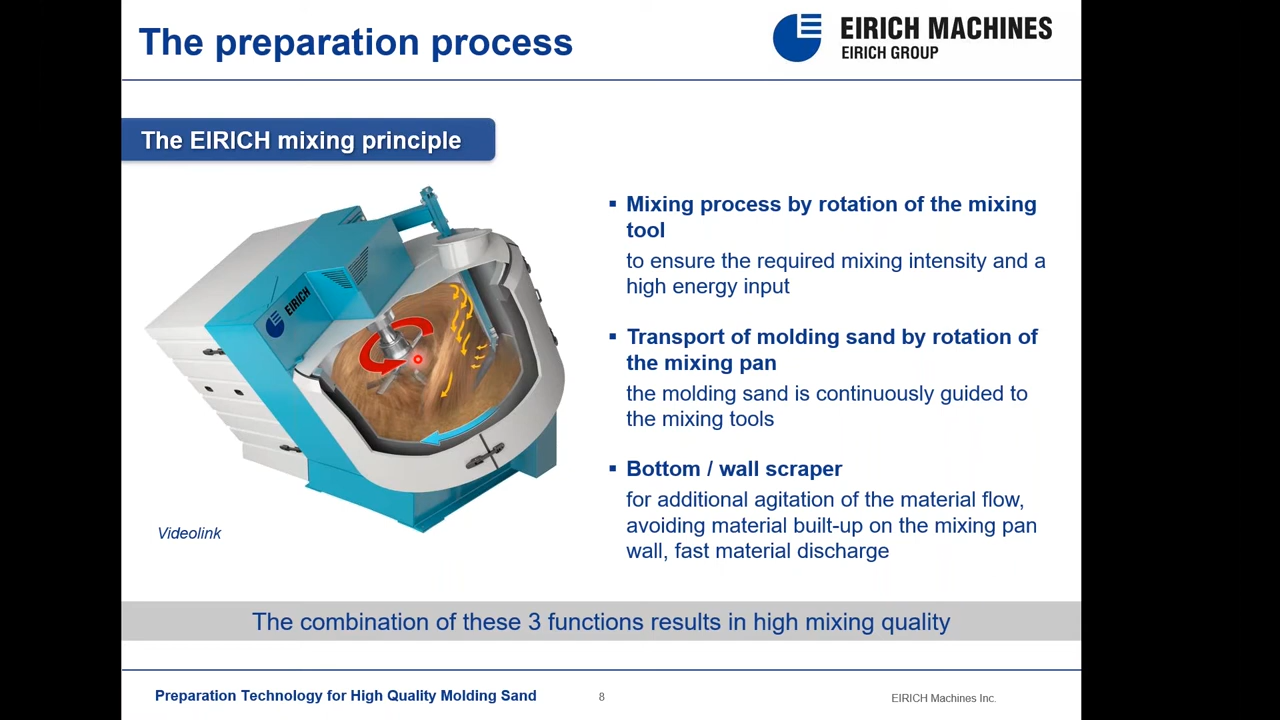 The preparation process
EIRICH MACHINES
EIRICH GROUP
The EIRICH mixing principle
EIRICH
▪ Mixing process by rotation of the mixing
tool
to ensure the required mixing intensity and a
high energy input
▪ Transport of molding sand by rotation of
the mixing pan
the molding sand is continuously guided to
the mixing tools
▪ Bottom / wall scraper
for additional agitation of the material flow,
avoiding material built-up on the mixing pan
wall, fast material discharge
Videolink
The combination of these 3 functions results in high mixing quality
Preparation Technology for High Quality Molding Sand
8
EIRICH Machines Inc.